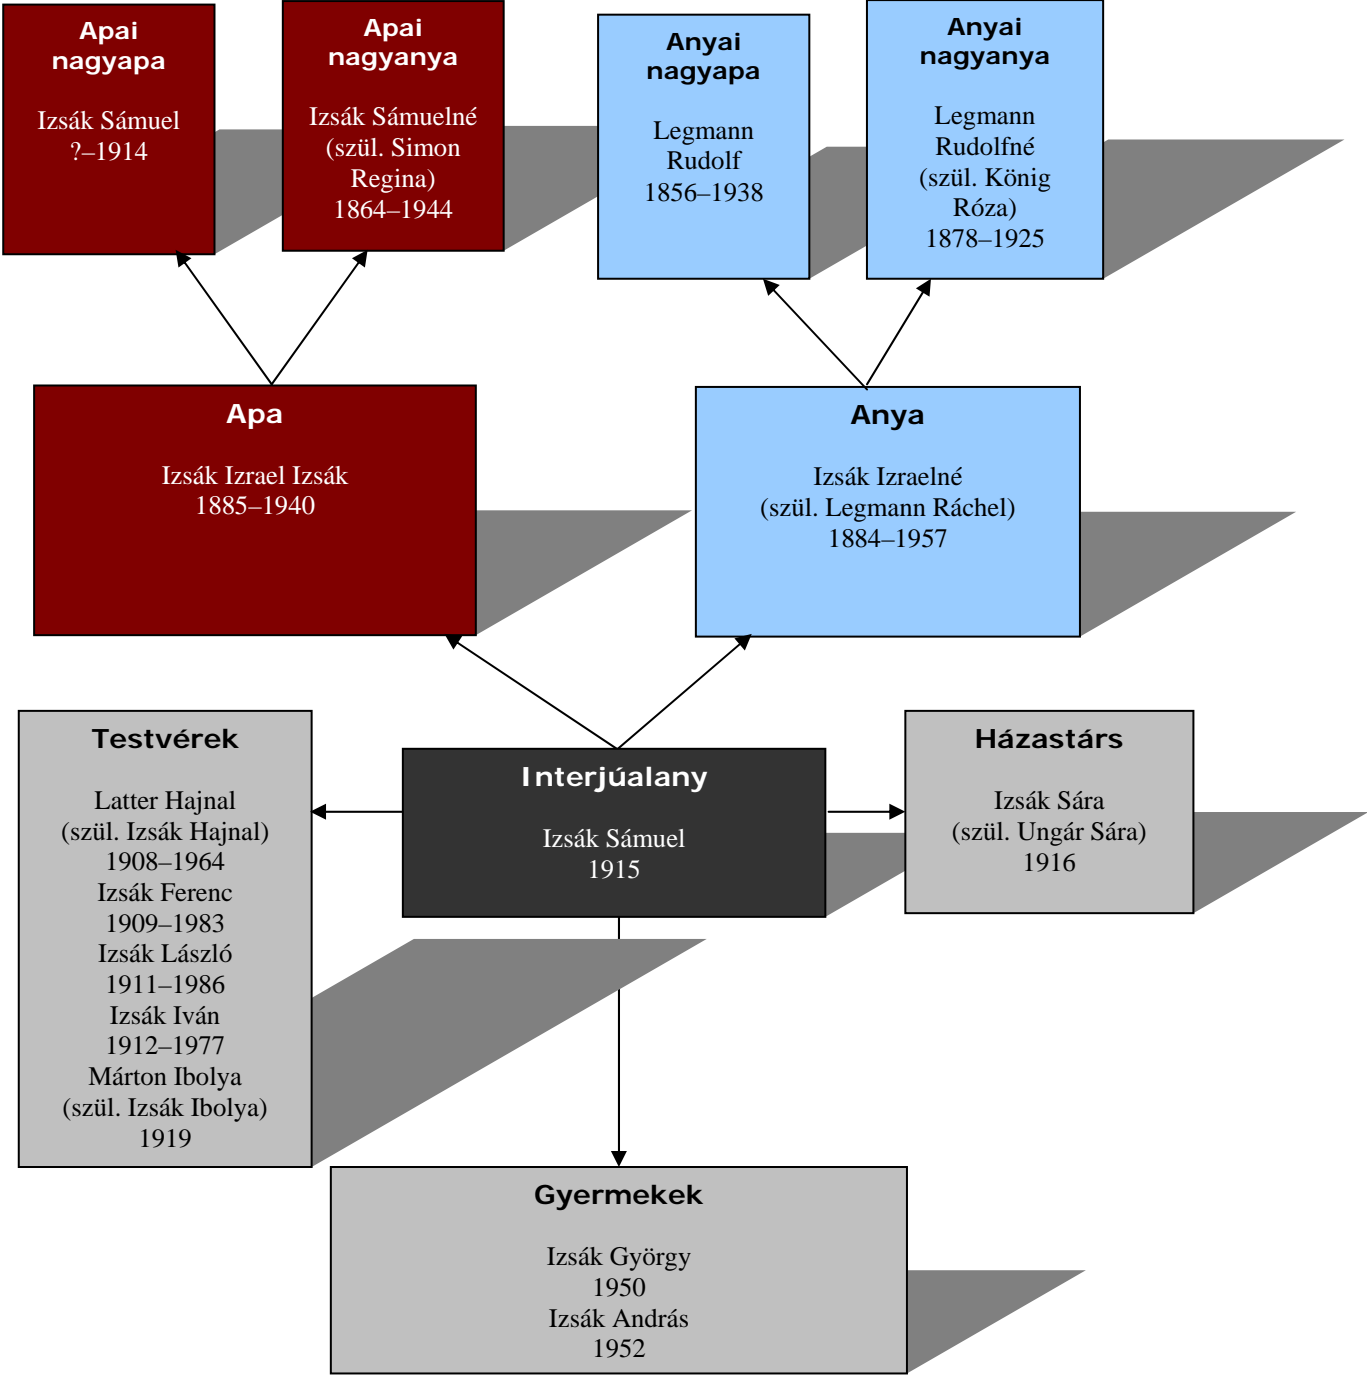 Apai
nagyapa
Izsák Sámuel
?–1914
Apai
nagyanya
Izsák Sámuelné
(szül. Simon
Regina)
1864–1944
Anyai
nagyapa
Legmann
Rudolf
1856–1938
Anyai
nagyanya
Legmann
Rudolfné
(szül. König
Róza)
1878–1925
Apa
Izsák Izrael Izsák
1885–1940
Anya
Izsák Izraelné
(szül. Legmann Ráchel)
1884–1957
Testvérek
Latter Hajnal
(szül. Izsák Hajnal)
1908–1964
Izsák Ferenc
1909–1983
Izsák László
1911–1986
Izsák Iván
1912–1977
Márton Ibolya
(szül. Izsák Ibolya)
1919
Interjúalany
Izsák Sámuel
1915
Házastárs
Izsák Sára
(szül. Ungár Sára)
1916
Gyermekek
Izsák György
1950
Izsák András
1952